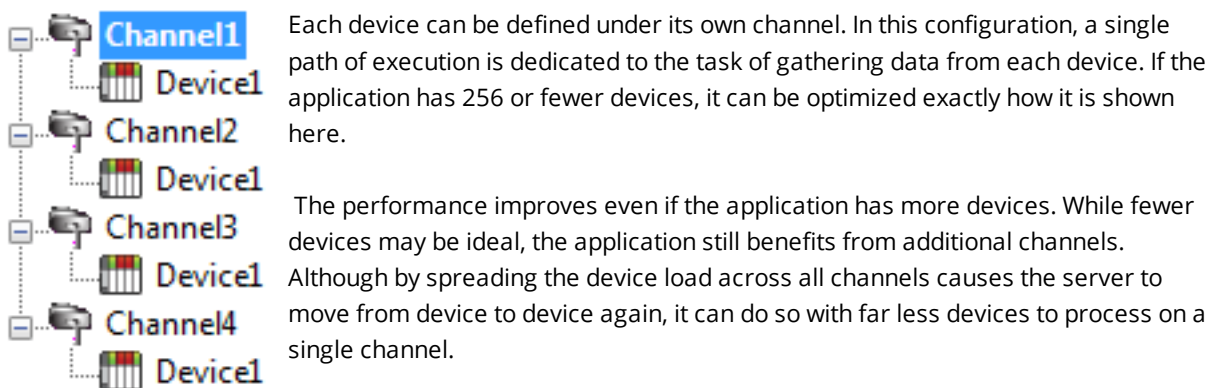 Channel1
Device1
Channel2
Device1
Channel3
Device1
Channel4
Device1
Each device can be defined under its own channel. In this configuration, a single
path of execution is dedicated to the task of gathering data from each device. If the
application has 256 or fewer devices, it can be optimized exactly how it is shown
here.
The performance improves even if the application has more devices. While fewer
devices may be ideal, the application still benefits from additional channels.
Although by spreading the device load across all channels causes the server to
move from device to device again, it can do so with far less devices to process on a
single channel.